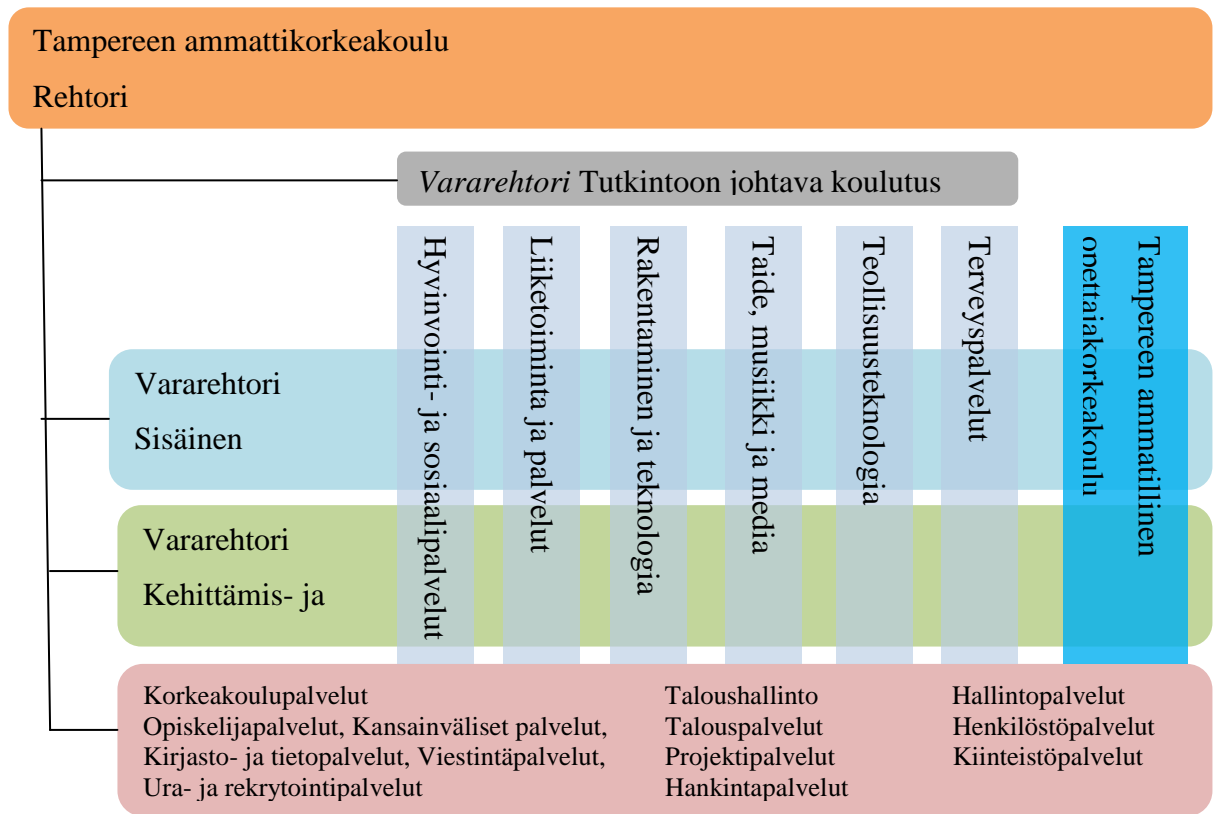 Tampereen ammattikorkeakoulu
Rehtori
Vararehtori Tutkintoon johtava koulutus
Hyvinvointi- ja sosiaalipalvelut
Liiketoiminta ja palvelut
Rakentaminen ja teknologia
Taide, musiikki ja media
Teollisuusteknologia
Terveyspalvelut
Tampereen ammatillinen
opettajakorkeakoulu
Vararehtori
Sisäinen
Vararehtori
Kehittämis- ja
Korkeakoulupalvelut
Opiskelijapalvelut, Kansainväliset palvelut,
Kirjasto- ja tietopalvelut, Viestintäpalvelut,
Ura- ja rekrytointipalvelut
Taloushallinto
Talouspalvelut
Projektipalvelut
Hankintapalvelut
Hallintopalvelut
Henkilöstöpalvelut
Kiinteistöpalvelut